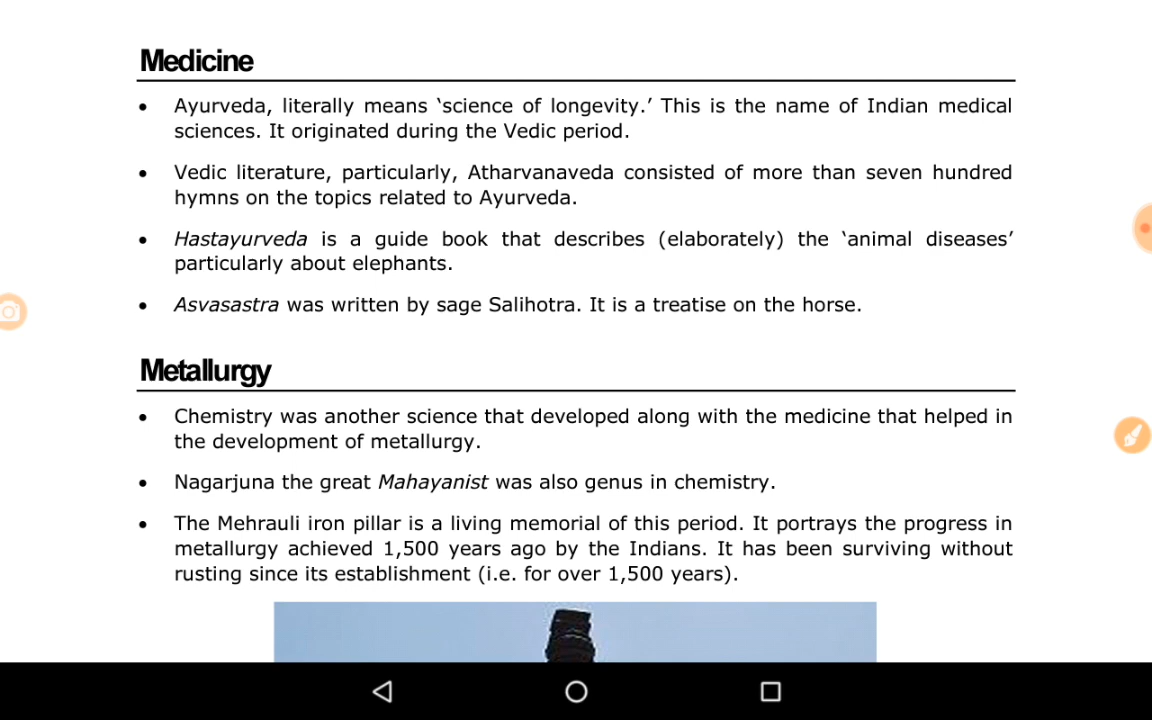 Medicine
• Ayurveda, literally means ‘science of longevity.’ This is the name of Indian medical
sciences. It originated during the Vedic period.
• Vedic literature, particularly, Atharvanaveda consisted of more than seven hundred
hymns on the topics related to Ayurveda.
• Hastayurveda is a guide book that describes (elaborately) the ‘animal diseases’
particularly about elephants.
• Asvasastra was written by sage Salihotra. It is a treatise on the horse.
Metallurgy
• Chemistry was another science that developed along with the medicine that helped in
the development of metallurgy.
• Nagarjuna the great Mahayanist was also genus in chemistry.
• The Mehrauli iron pillar is a living memorial of this period. It portrays the progress in
metallurgy achieved 1,500 years ago by the Indians. It has been surviving without
rusting since its establishment (i.e. for over 1,500 years).